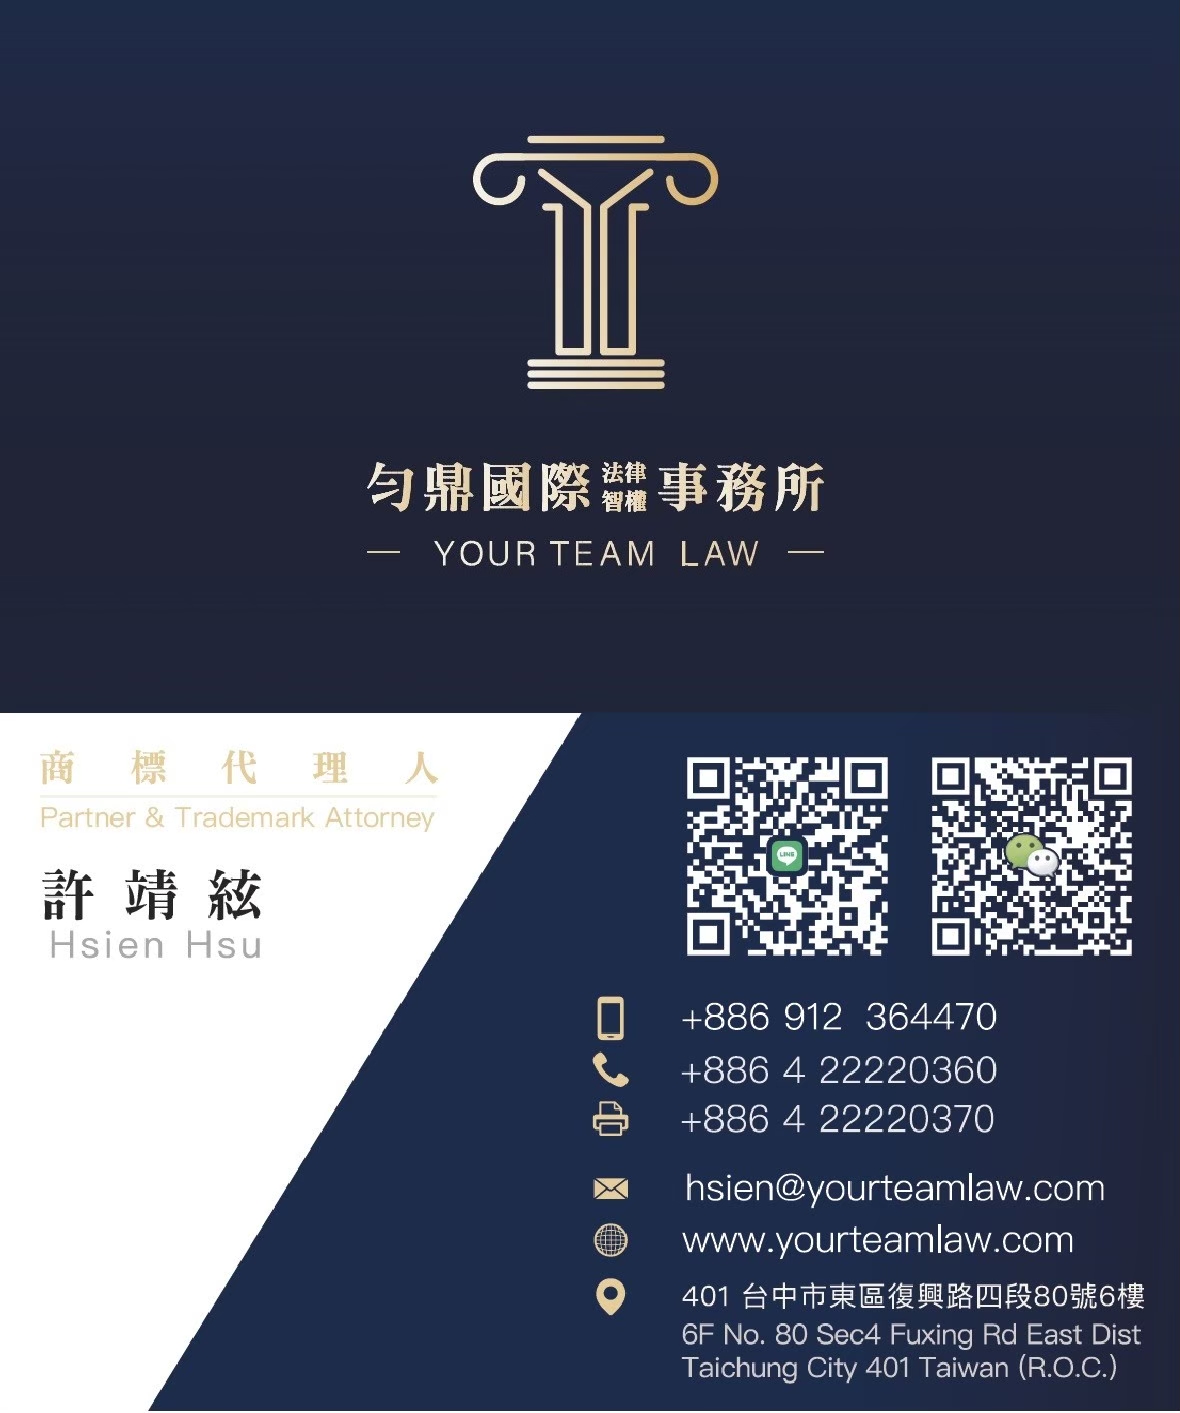 匀鼎國際法律智權事務所
YOUR TEAM LAW
商標代理人
Partner & Trademark Attorney
許靖絃
Hsien Hsu
LINE
+886 912 364470
+886 4 22220360
+886 4 22220370
hsien@yourteamlaw.com
www.yourteamlaw.com
401 台中市東區復興路四段80號6樓
6F No. 80 Sec4 Fuxing Rd East Dist
Taichung City 401 Taiwan (R.O.C.)